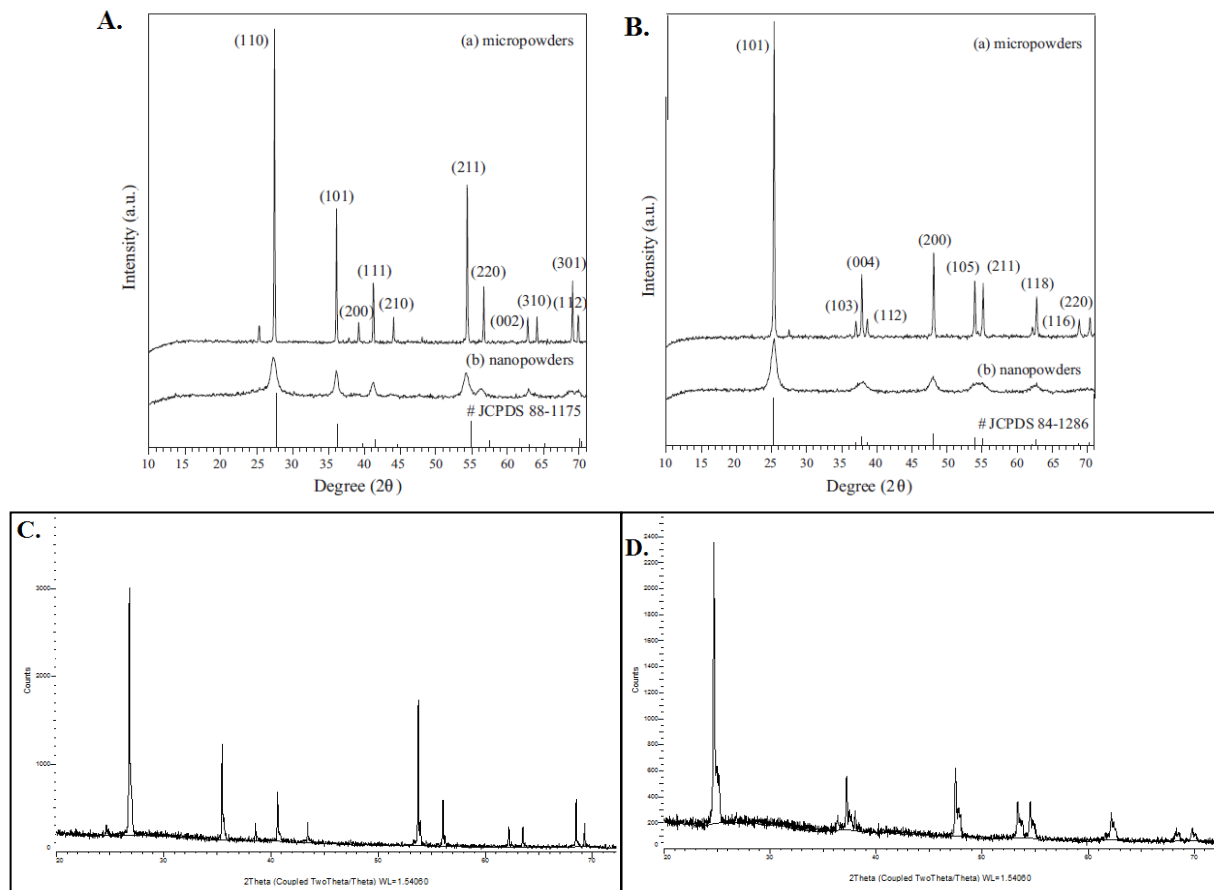 A.
(a) micropowders
(110)
(101)
(200)
(111)
(210)
(211)
(220)
(002)
(310)
(301)
(112)
(b) nanopowders
# JCPDS 88-1175
Intensity (a.u.)
10 15 20 25 30 35 40 45 50 55 60 65 70
Degree (2θ)
B.
(a) micropowders
(101)
(103)
(004)
(112)
(200)
(105)
(211)
(118)
(116)
(220)
(b) nanopowders
# JCPDS 84-1286
Intensity (a.u.)
10 15 20 25 30 35 40 45 50 55 60 65 70
Degree (2θ)
C.
Counts
3000
2000
1000
0
20 30 40 50 60 70
2Theta (Coupled TwoTheta/Theta) WL=1.54060
D.
Counts
2400
2200
2000
1800
1600
1400
1200
1000
800
600
400
200
0
20 30 40 50 60 70
2Theta (Coupled TwoTheta/Theta) WL=1.54060